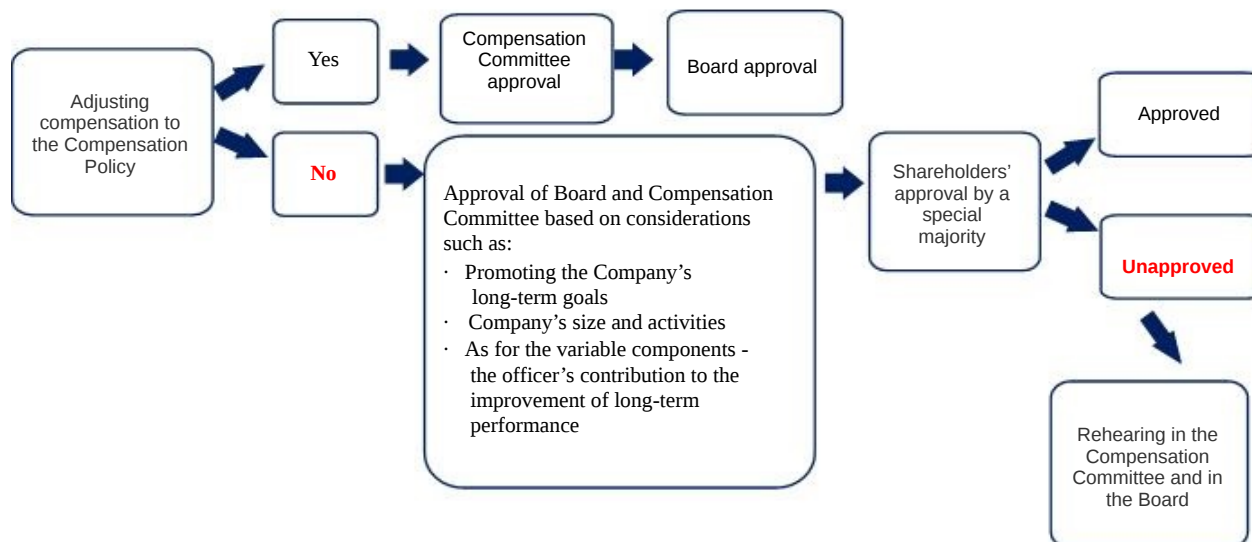 Adjusting
compensation to
the Compensation
Policy
Yes
Compensation
Committee
approval
Board approval
No
Approval of Board and Compensation
Committee based on considerations
such as:
· Promoting the Company’s
long-term goals
· Company’s size and activities
· As for the variable components -
the officer’s contribution to the
improvement of long-term
performance
Shareholders’
approval by a
special
majority
Approved
Unapproved
Rehearing in the
Compensation
Committee and in
the Board